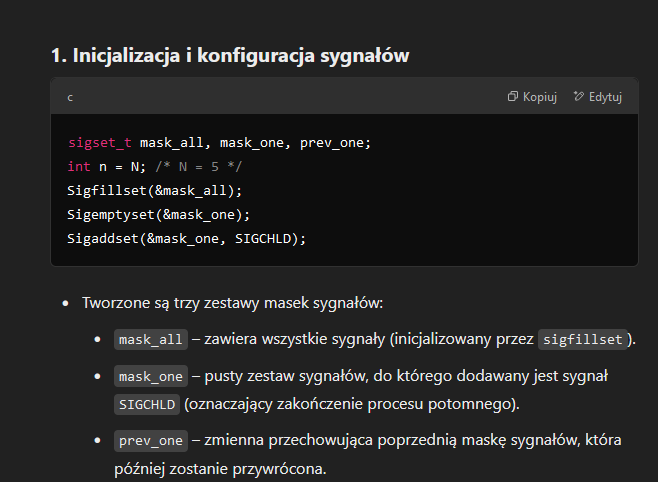 1. Inicjalizacja i konfiguracja sygnałów
c Kopiuj Edytuj
sigset_t mask_all, mask_one, prev_one;
int n = N; /* N = 5 */
Sigfillset(&mask_all);
Sigemptyset(&mask_one);
Sigaddset(&mask_one, SIGCHLD);
• Tworzone są trzy zestawy masek sygnałów:
• mask_all – zawiera wszystkie sygnały (inicjalizowany przez sigfillset).
• mask_one – pusty zestaw sygnałów, do którego dodawany jest sygnał
SIGCHLD (oznaczający zakończenie procesu potomnego).
• prev_one – zmienna przechowująca poprzednią maskę sygnałów, która
później zostanie przywrócona.